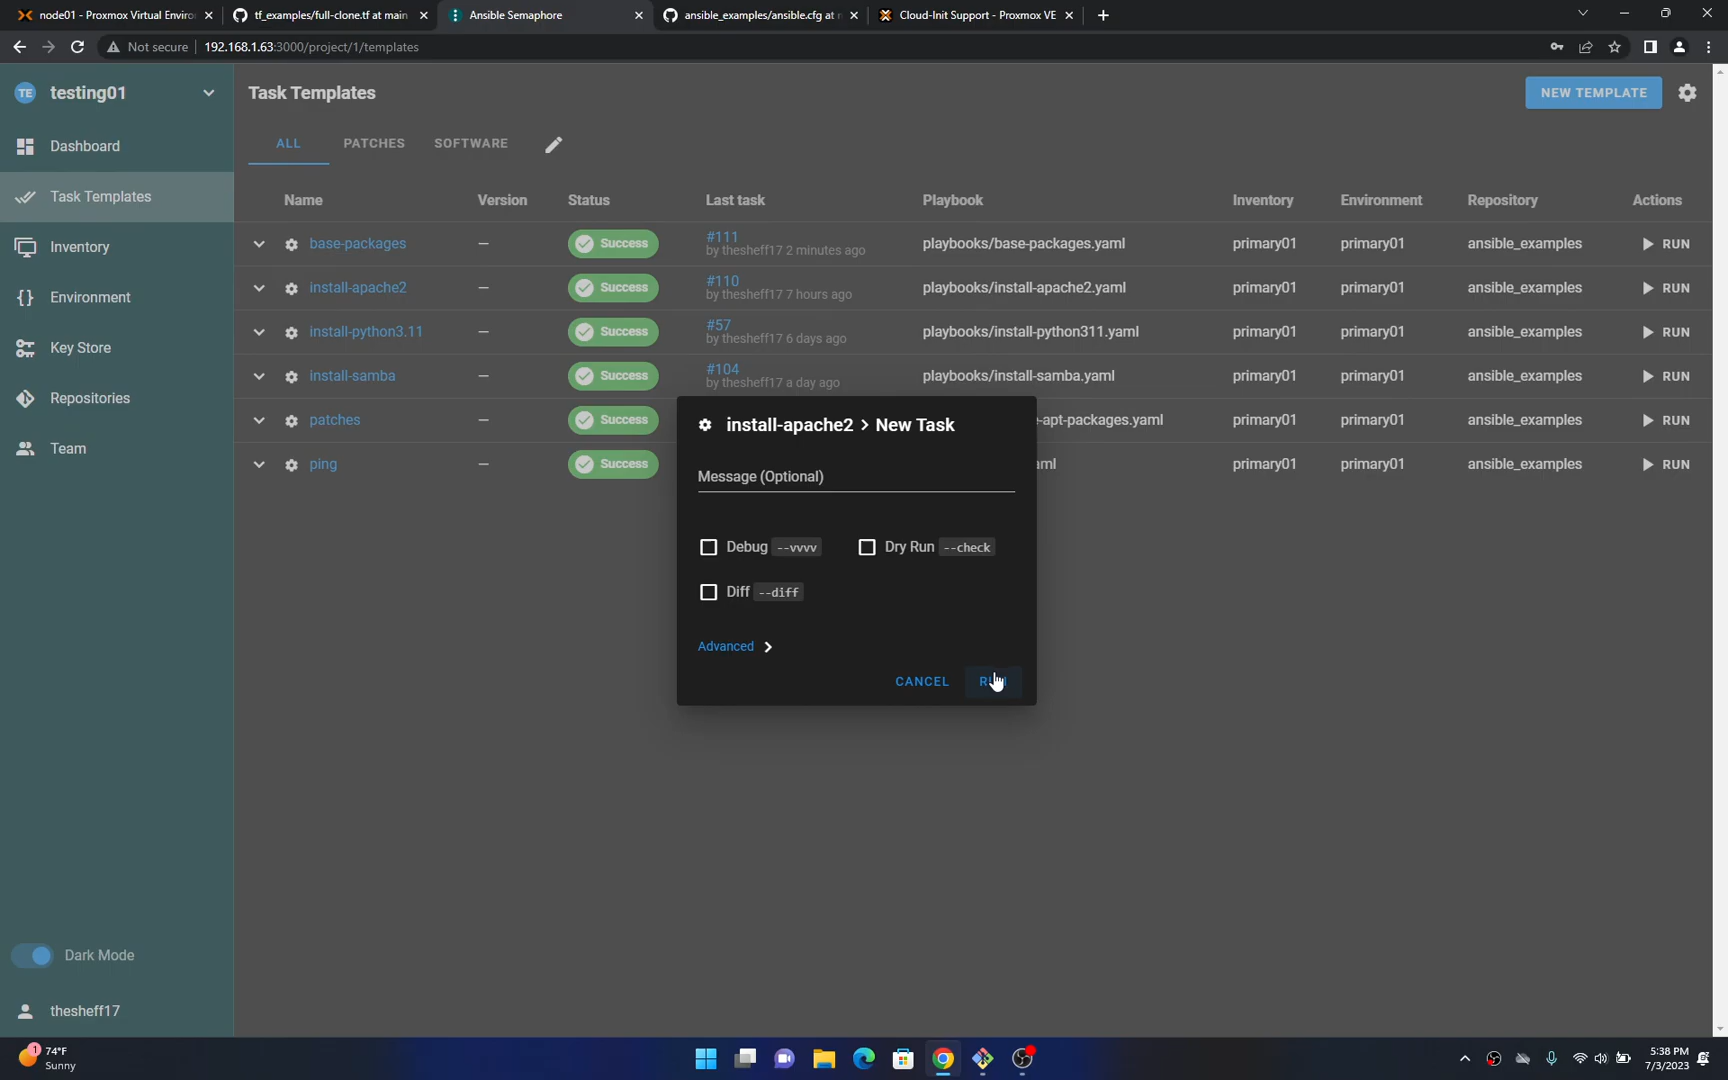 node01 - Proxmox Virtual Enviro
tf_examples/full-clone.tf at main
Ansible Semaphore
ansible_examples/ansible.cfg at
Cloud-Init Support - Proxmox VE
Not secure
192.168.1.63:3000/project/1/templates
TE
testing01
Task Templates
NEW TEMPLATE
Dashboard
ALL
PATCHES
SOFTWARE
Task Templates
Name
Version
Status
Last task
Playbook
Inventory
Environment
Repository
Actions
Inventory
base-packages
—
Success
#111
by thesheff17 2 minutes ago
playbooks/base-packages.yaml
primary01
primary01
ansible_examples
RUN
Environment
install-apache2
—
Success
#110
by thesheff17 7 hours ago
playbooks/install-apache2.yaml
primary01
primary01
ansible_examples
RUN
Key Store
install-python3.11
—
Success
#57
by thesheff17 6 days ago
playbooks/install-python311.yaml
primary01
primary01
ansible_examples
RUN
Repositories
install-samba
—
Success
#104
by thesheff17 a day ago
playbooks/install-samba.yaml
primary01
primary01
ansible_examples
RUN
Team
patches
—
Success
-apt-packages.yaml
primary01
primary01
ansible_examples
RUN
ping
—
Success
aml
primary01
primary01
ansible_examples
RUN
install-apache2 > New Task
Message (Optional)
Debug --vvvv
Dry Run --check
Diff --diff
Advanced
CANCEL
Dark Mode
thesheff17
1
74°F
Sunny
5:38 PM
7/3/2023